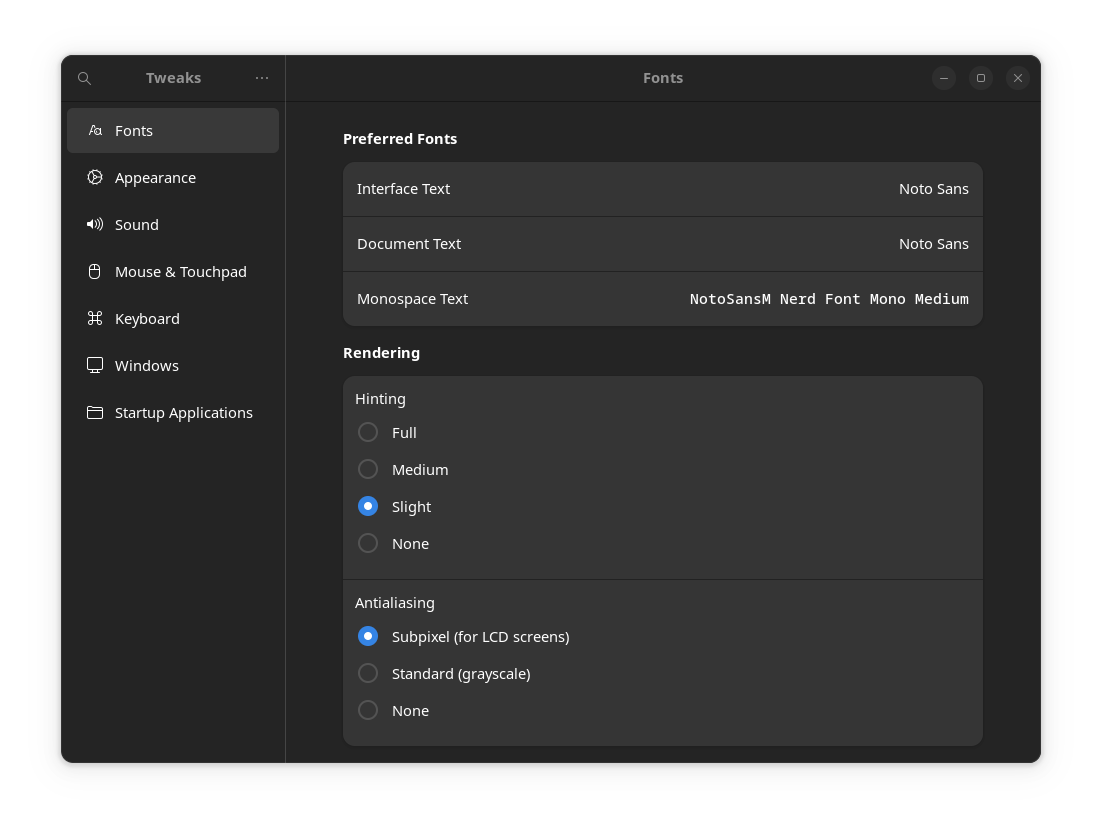 Tweaks
Fonts
Fonts
Appearance
Sound
Mouse & Touchpad
Keyboard
Windows
Startup Applications
Preferred Fonts
Interface Text Noto Sans
Document Text Noto Sans
Monospace Text NotoSansM Nerd Font Mono Medium
Rendering
Hinting
Full
Medium
Slight
None
Antialiasing
Subpixel (for LCD screens)
Standard (grayscale)
None